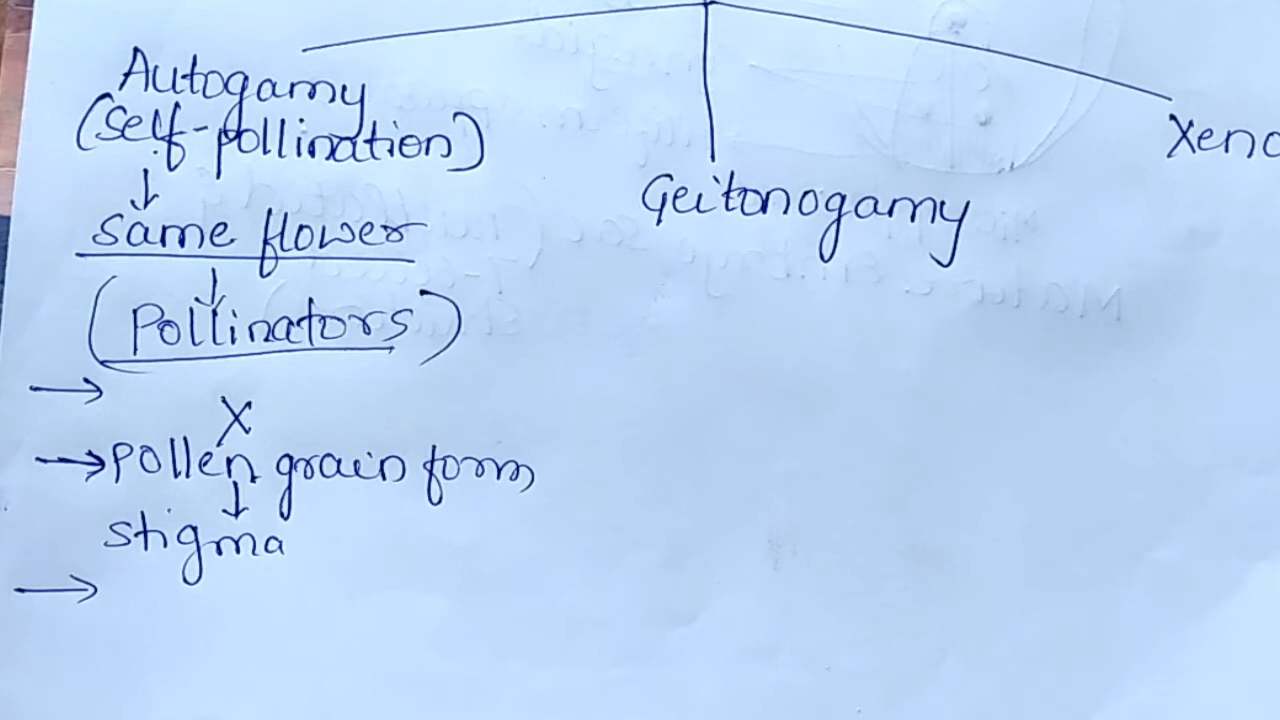 Autogamy
(Self-pollination)
Xeno
Geitonogamy
same flower
(Pollinators)
X
pollen grain form
stigma